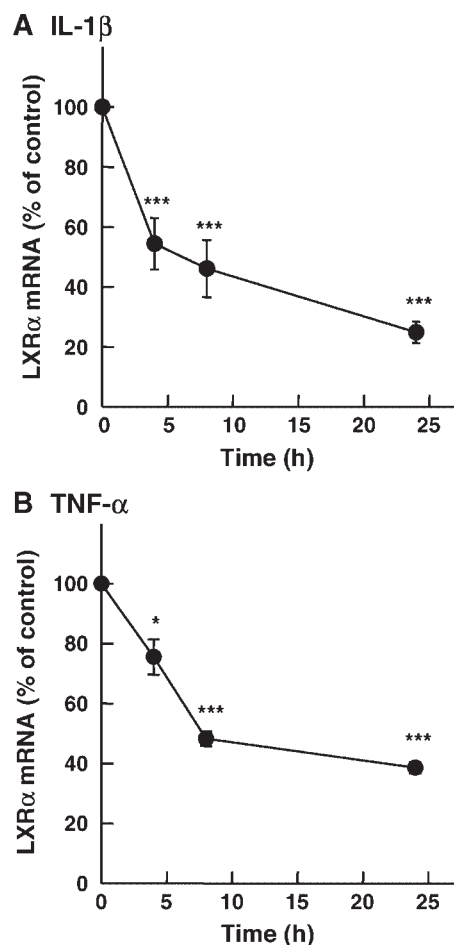 A IL-1β
LXRα mRNA (% of control)
100
80
60
40
20
0
***
***
***
0 5 10 15 20 25
Time (h)
B TNF-α
LXRα mRNA (% of control)
100
80
60
40
20
0
*
***
***
0 5 10 15 20 25
Time (h)